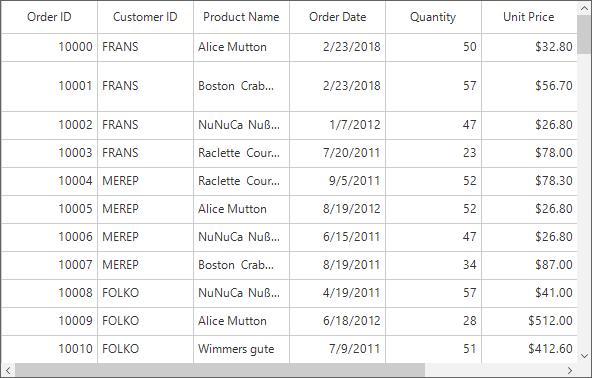 Order ID Customer ID Product Name Order Date Quantity Unit Price
10000 FRANS Alice Mutton 2/23/2018 50 $32.80
10001 FRANS Boston Crab... 2/23/2018 57 $56.70
10002 FRANS NuNuCa Nuß... 1/7/2012 47 $26.80
10003 FRANS Raclette Cour... 7/20/2011 23 $78.00
10004 MEREP Raclette Cour... 9/5/2011 52 $78.30
10005 MEREP Alice Mutton 8/19/2012 52 $26.80
10006 MEREP NuNuCa Nuß... 6/15/2011 47 $26.80
10007 MEREP Boston Crab... 8/19/2011 34 $87.00
10008 FOLKO NuNuCa Nuß... 4/19/2011 57 $41.00
10009 FOLKO Alice Mutton 6/18/2012 28 $512.00
10010 FOLKO Wimmers gute 7/9/2011 51 $412.60